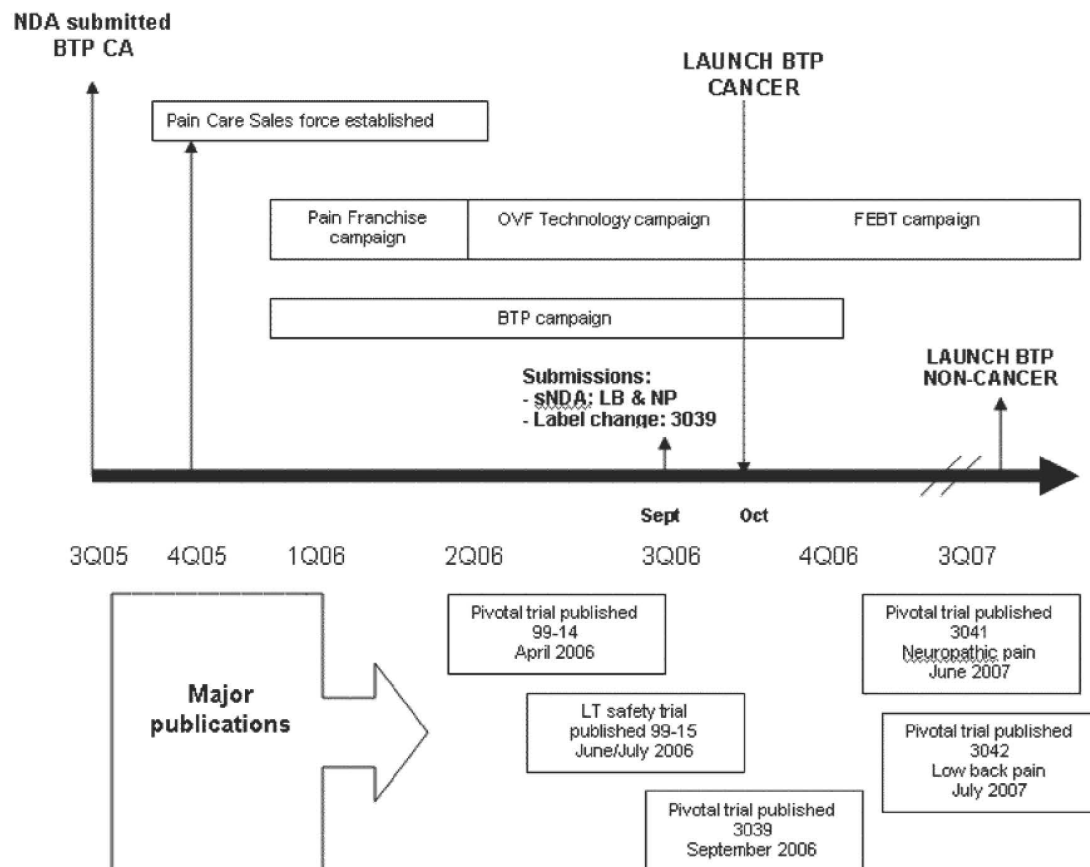 NDA submitted
BTP CA
LAUNCH BTP
CANCER
Pain Care Sales force established
Pain Franchise
campaign
OVF Technology campaign
FEBT campaign
BTP campaign
Submissions:
- sNDA: LB & NP
- Label change: 3039
LAUNCH BTP
NON-CANCER
Sept
Oct
3Q05
4Q05
1Q06
2Q06
3Q06
4Q06
3Q07
Major
publications
Pivotal trial published
99-14
April 2006
LT safety trial
published 99-15
June/July 2006
Pivotal trial published
3039
September 2006
Pivotal trial published
3041
Neuropathic pain
June 2007
Pivotal trial published
3042
Low back pain
July 2007